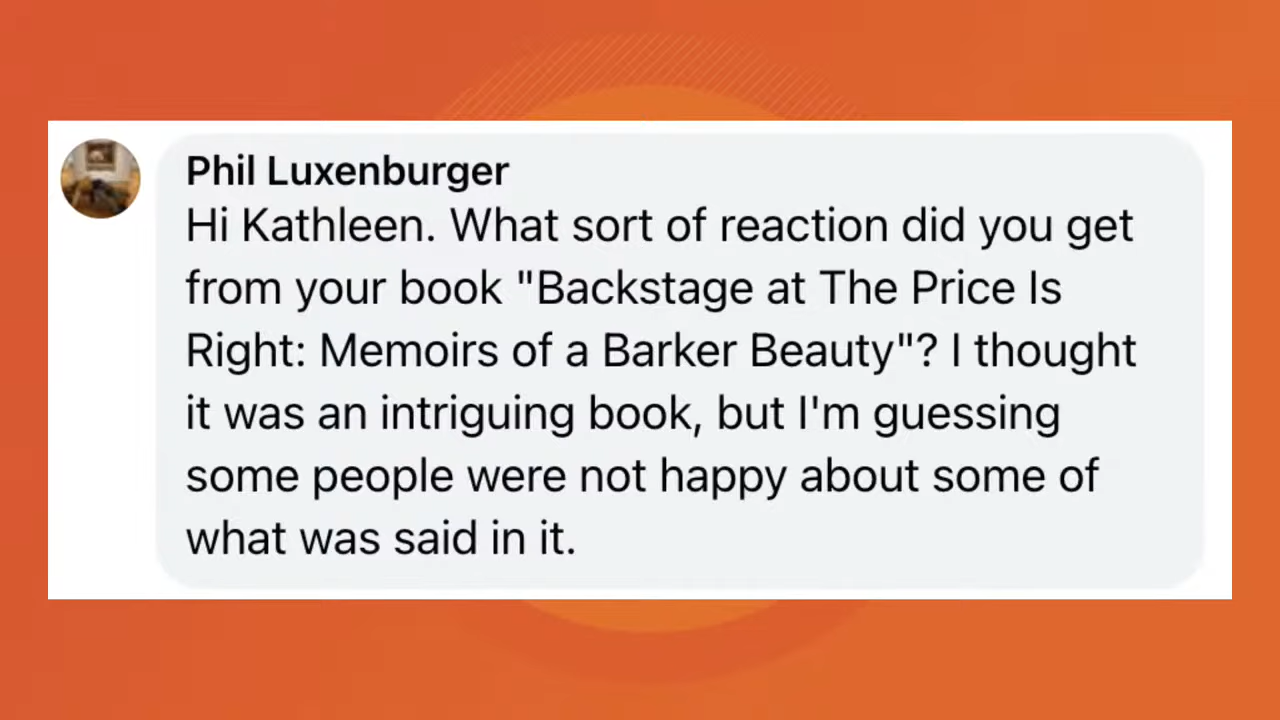 Phil Luxenburger
Hi Kathleen. What sort of reaction did you get
from your book "Backstage at The Price Is
Right: Memoirs of a Barker Beauty"? I thought
it was an intriguing book, but I'm guessing
some people were not happy about some of
what was said in it.